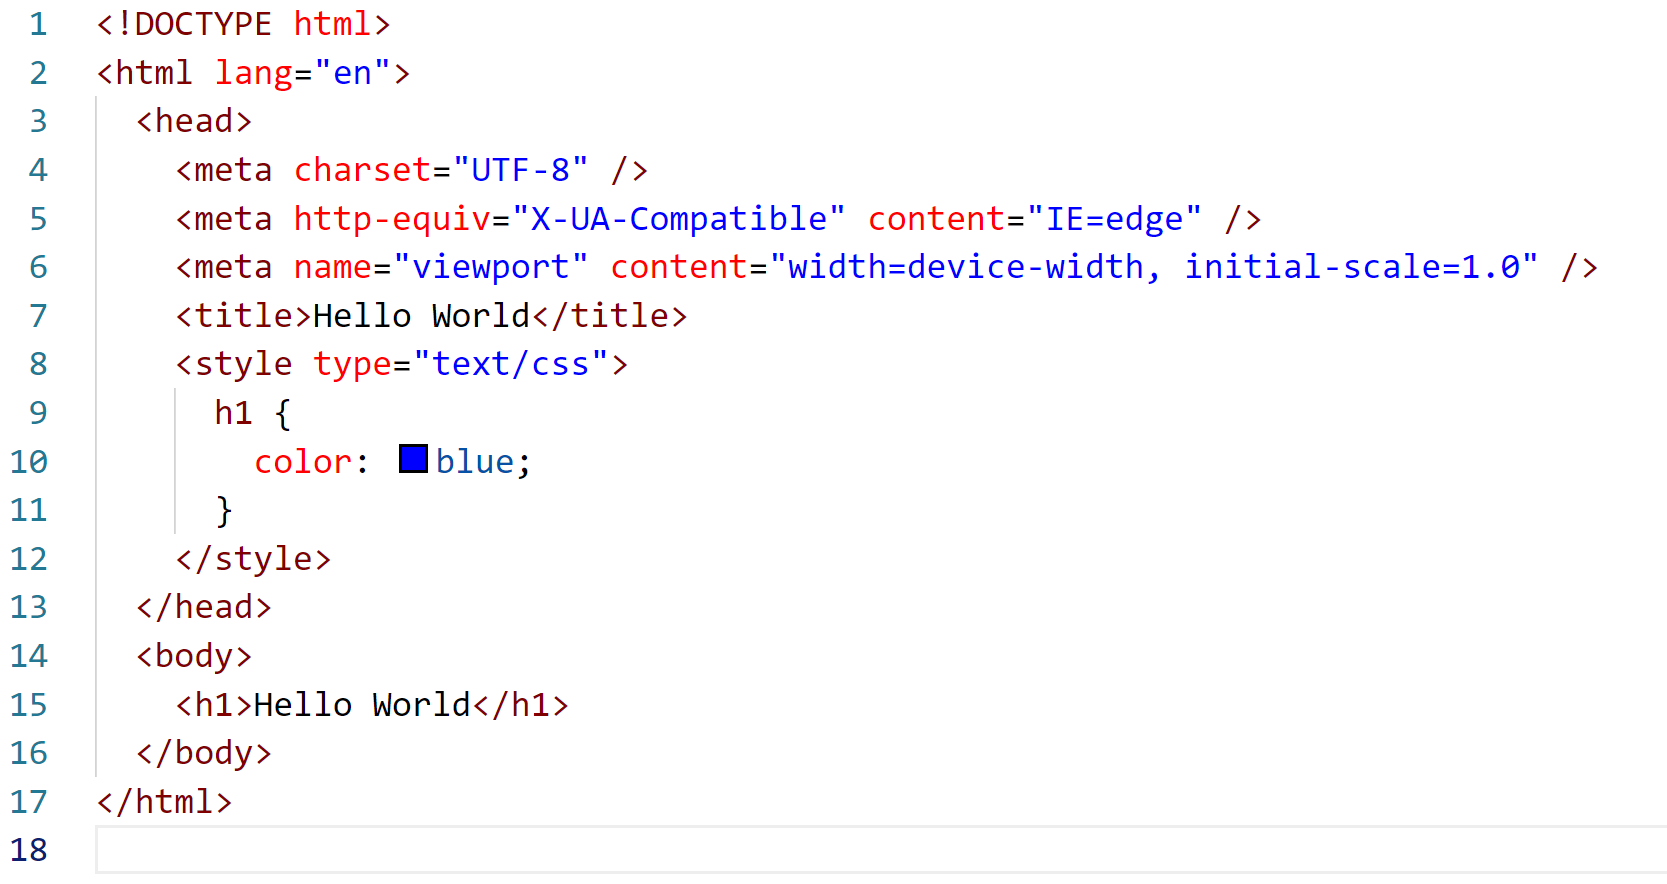 1 <!DOCTYPE html>
2 <html lang="en">
3   <head>
4     <meta charset="UTF-8" />
5     <meta http-equiv="X-UA-Compatible" content="IE=edge" />
6     <meta name="viewport" content="width=device-width, initial-scale=1.0" />
7     <title>Hello World</title>
8     <style type="text/css">
9       h1 {
10         color: blue;
11       }
12     </style>
13   </head>
14   <body>
15     <h1>Hello World</h1>
16   </body>
17 </html>
18